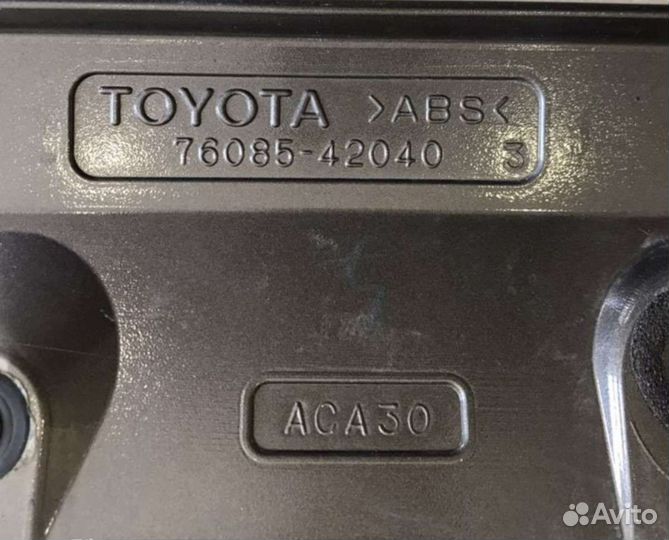 TOYOTA >ABS<
76085-42040 3
ACA30
Avito